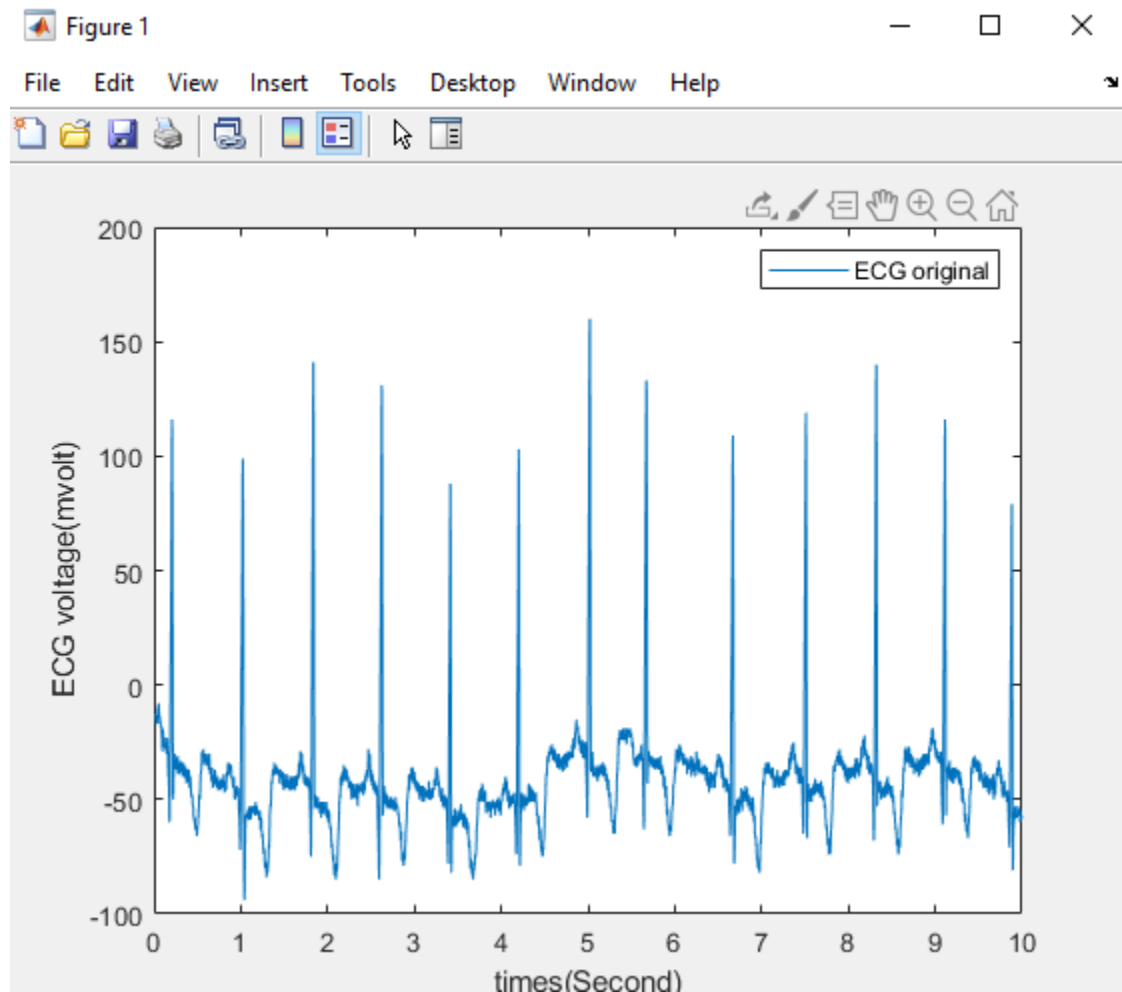 Figure 1
File Edit View Insert Tools Desktop Window Help
200
ECG original
150
100
50
0
-50
-100
ECG voltage(mvolt)
0 1 2 3 4 5 6 7 8 9 10
times(Second)